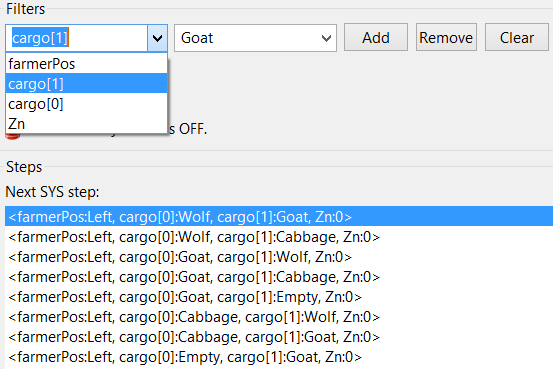 Filters
cargo[1] Goat Add Remove Clear
farmerPos
cargo[1]
cargo[0]
Zn
s OFF.
Steps
Next SYS step:
<farmerPos:Left, cargo[0]:Wolf, cargo[1]:Goat, Zn:0>
<farmerPos:Left, cargo[0]:Wolf, cargo[1]:Cabbage, Zn:0>
<farmerPos:Left, cargo[0]:Goat, cargo[1]:Wolf, Zn:0>
<farmerPos:Left, cargo[0]:Goat, cargo[1]:Cabbage, Zn:0>
<farmerPos:Left, cargo[0]:Goat, cargo[1]:Empty, Zn:0>
<farmerPos:Left, cargo[0]:Cabbage, cargo[1]:Wolf, Zn:0>
<farmerPos:Left, cargo[0]:Cabbage, cargo[1]:Goat, Zn:0>
<farmerPos:Left, cargo[0]:Empty, cargo[1]:Goat, Zn:0>